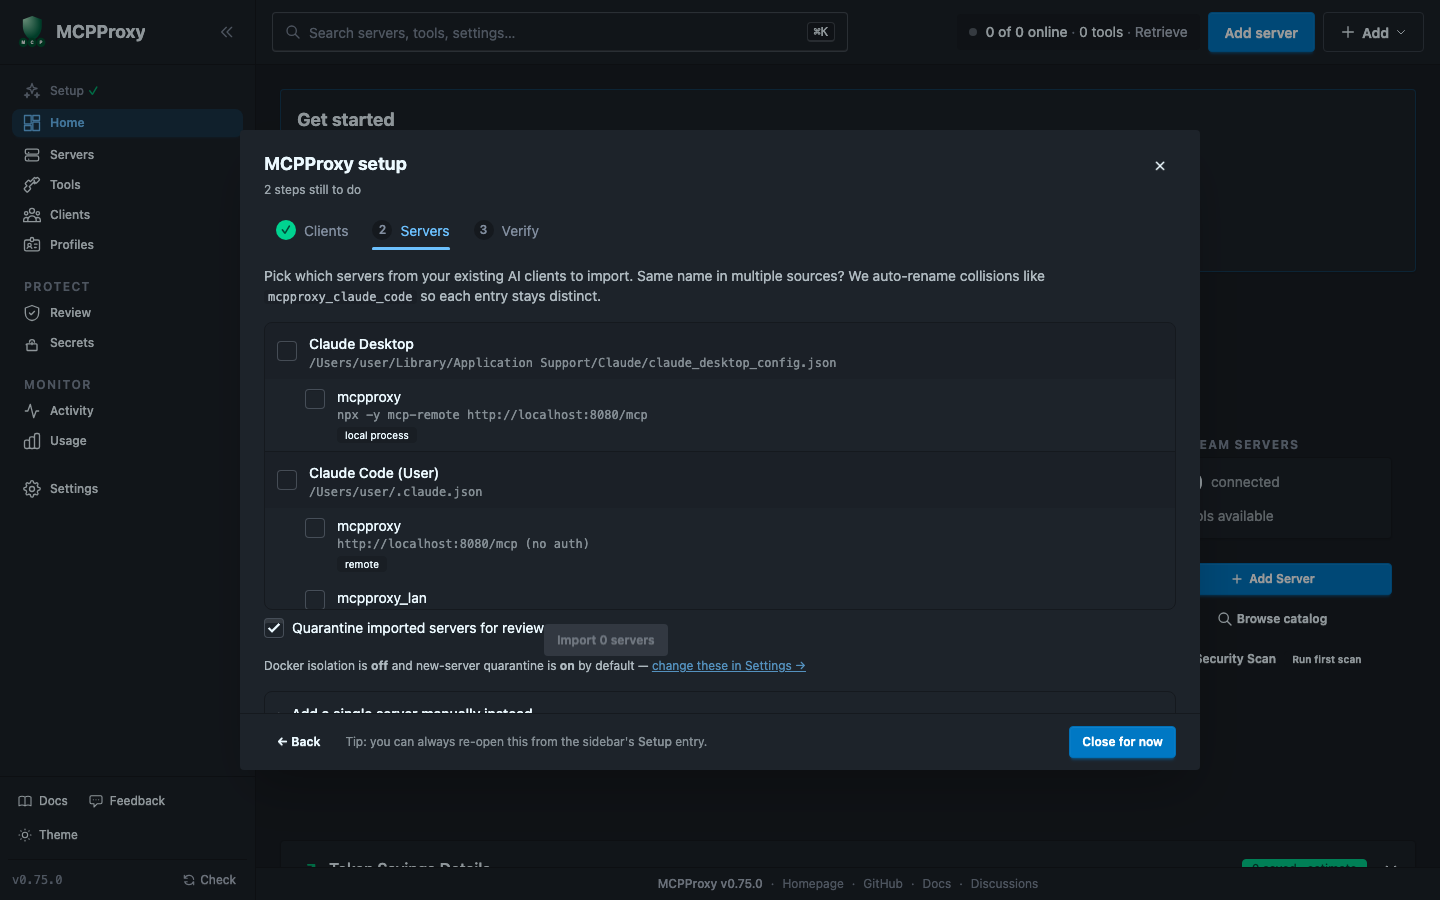 MCPProxy
Search servers, tools, settings...
⌘K
0 of 0 online · 0 tools · Retrieve
Add server
Add
Setup
Home
Servers
Tools
Clients
Profiles
PROTECT
Review
Secrets
MONITOR
Activity
Usage
Settings
Docs
Feedback
Theme
v0.75.0
Check
Get started
MCPProxy setup
2 steps still to do
Clients
2 Servers
3 Verify
Pick which servers from your existing AI clients to import. Same name in multiple sources? We auto-rename collisions like
mcpproxy_claude_code so each entry stays distinct.
Claude Desktop
/Users/user/Library/Application Support/Claude/claude_desktop_config.json
mcpproxy
npx -y mcp-remote http://localhost:8080/mcp
local process
Claude Code (User)
/Users/user/.claude.json
mcpproxy
http://localhost:8080/mcp (no auth)
remote
mcpproxy_lan
Quarantine imported servers for review
Import 0 servers
Docker isolation is off and new-server quarantine is on by default — change these in Settings →
Add a single server manually instead
← Back
Tip: you can always re-open this from the sidebar's Setup entry.
Close for now
EAM SERVERS
connected
ols available
+ Add Server
Browse catalog
Security Scan
Run first scan
Token Savings Details
MCPProxy v0.75.0 · Homepage · GitHub · Docs · Discussions